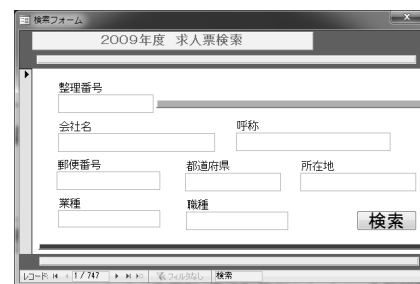 検索フォーム
2009年度 求人票検索
整理番号
会社名 呼称
郵便番号 都道府県 所在地
業種 職種
検索
レコード: 1 / 747 フィルタなし 検索